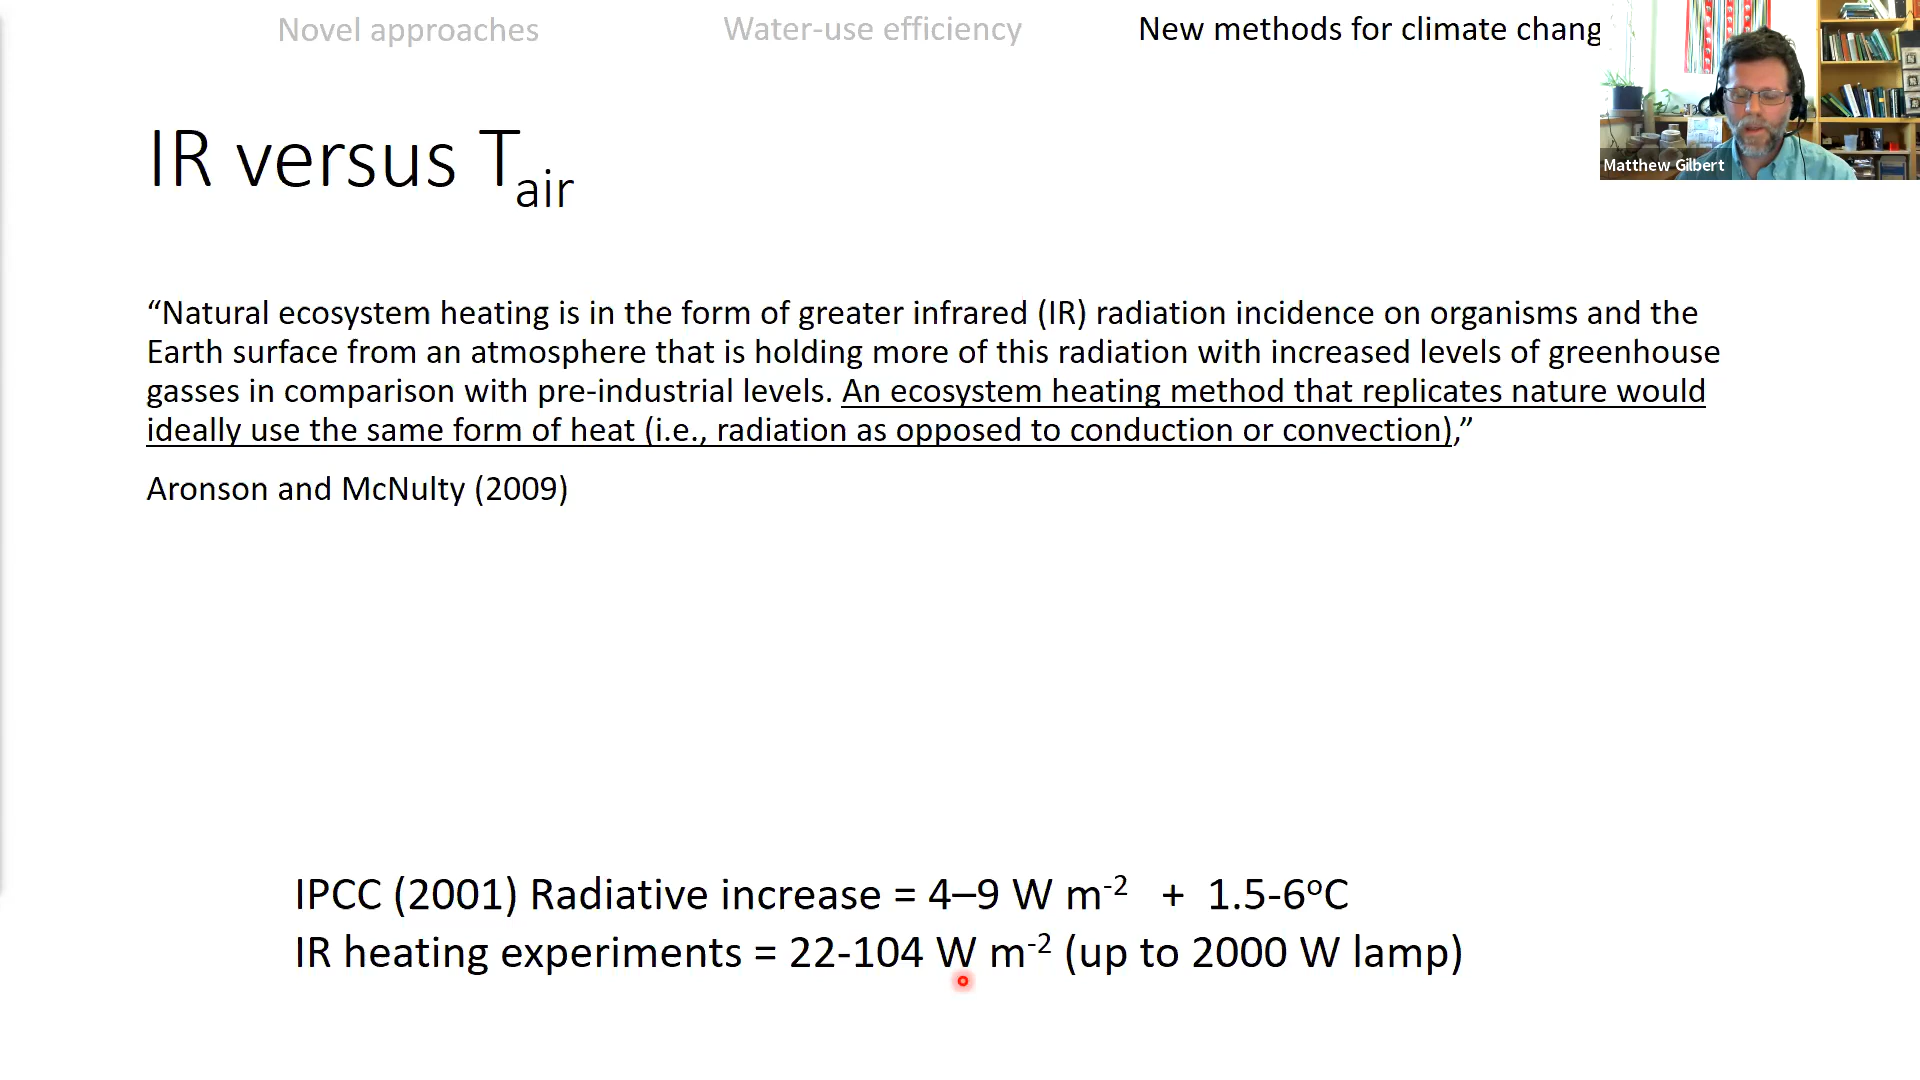 Novel approaches
Water-use efficiency
New methods for climate chang
Matthew Gilbert
IR versus Tair
“Natural ecosystem heating is in the form of greater infrared (IR) radiation incidence on organisms and the
Earth surface from an atmosphere that is holding more of this radiation with increased levels of greenhouse
gasses in comparison with pre-industrial levels. An ecosystem heating method that replicates nature would
ideally use the same form of heat (i.e., radiation as opposed to conduction or convection),”
Aronson and McNulty (2009)
IPCC (2001) Radiative increase = 4–9 W m-2 + 1.5-6oC
IR heating experiments = 22-104 W m-2 (up to 2000 W lamp)